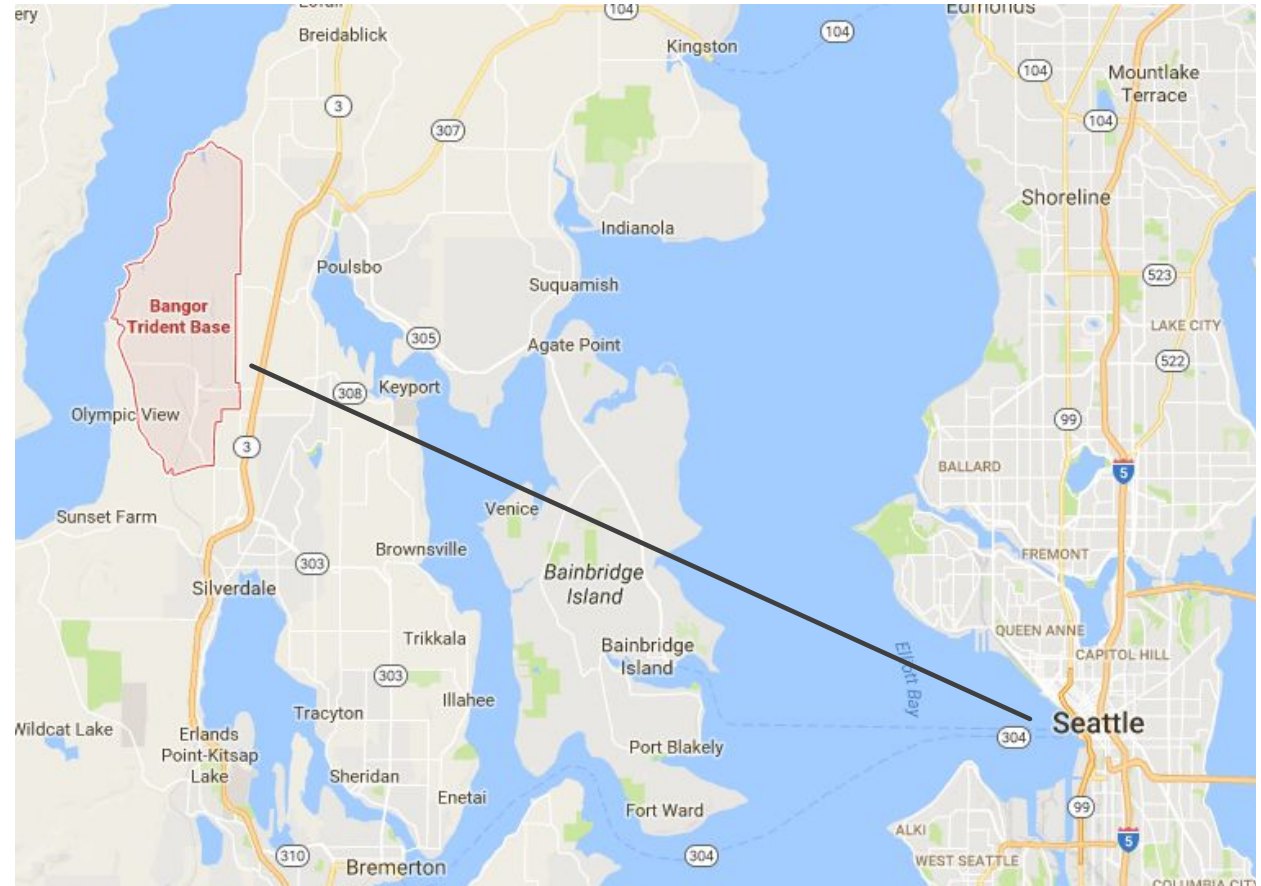 ery
104
Edmonds
Breidablick
Kingston
104
104
Mountlake
Terrace
3
104
307
Shoreline
Indianola
Poulsbo
Suquamish
523
Bangor
Trident Base
LAKE CITY
305
Agate Point
522
308
Keyport
Olympic View
99
3
BALLARD
5
Venice
Sunset Farm
Brownsville
FREMONT
303
Bainbridge
Island
Silverdale
QUEEN ANNE
Trikkala
Bainbridge
Island
CAPITOL HILL
Elliott Bay
303
Illahee
Tracyton
Wildcat Lake
Erlands
Point-Kitsap
Lake
Seattle
304
Port Blakely
Sheridan
Enetai
Fort Ward
99
ALKI
5
310
304
WEST SEATTLE
Bremerton
COLUMBIA CITY